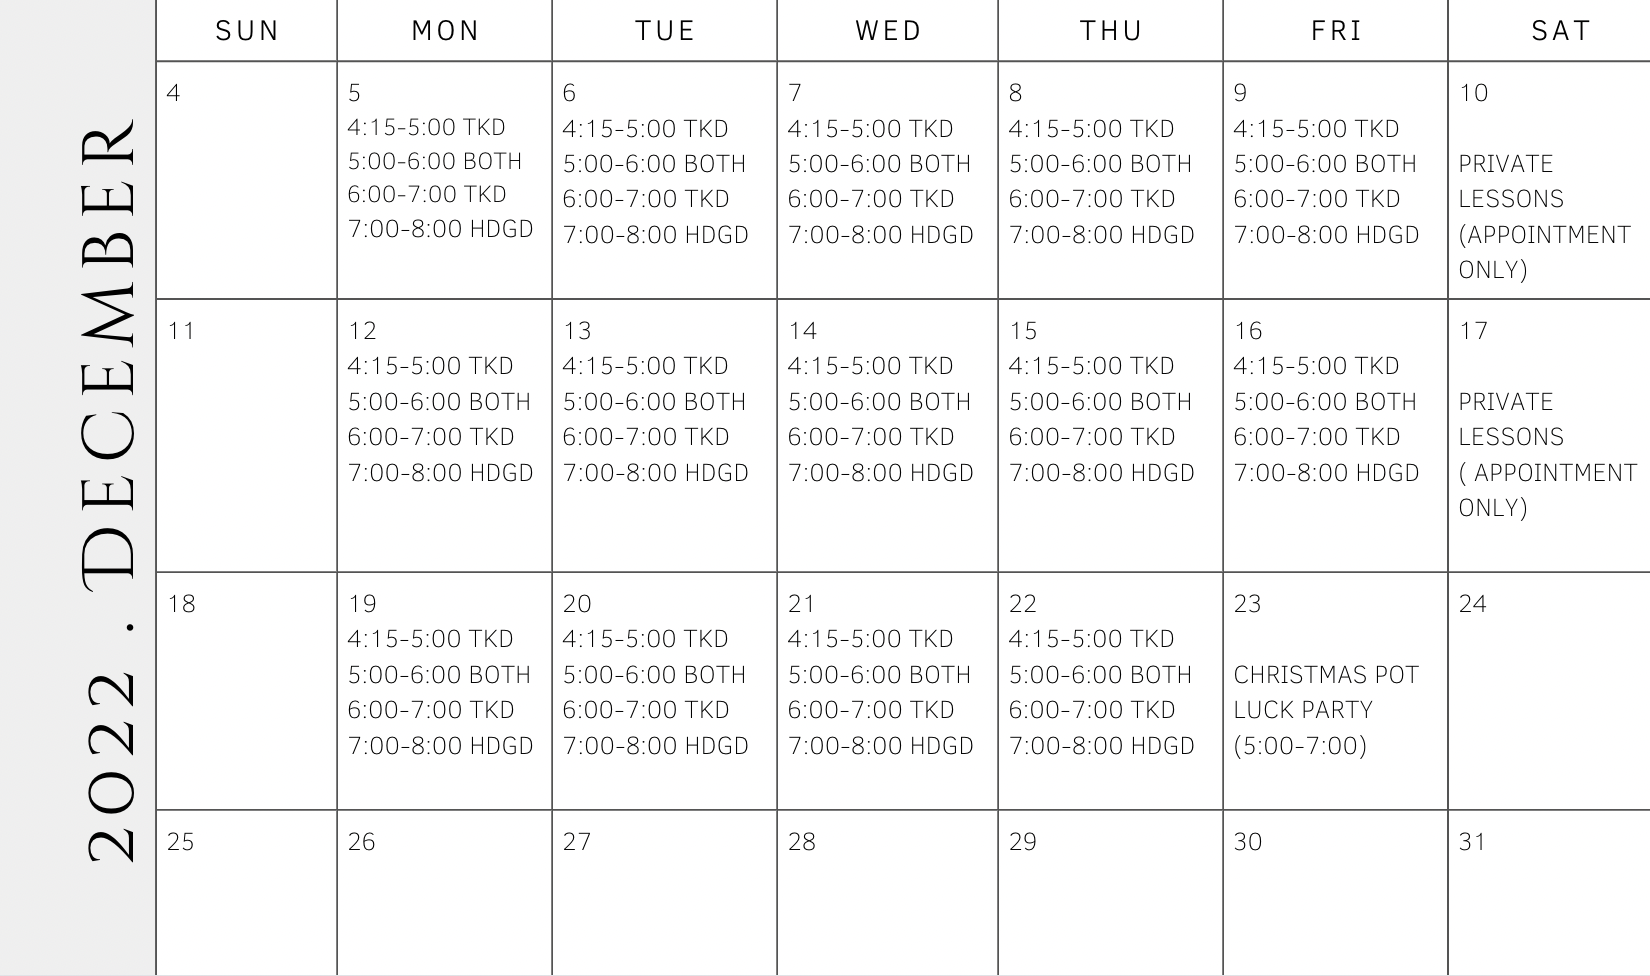 2022 . DECEMBER
SUN MON TUE WED THU FRI SAT
4
5
4:15-5:00 TKD
5:00-6:00 BOTH
6:00-7:00 TKD
7:00-8:00 HDGD
6
4:15-5:00 TKD
5:00-6:00 BOTH
6:00-7:00 TKD
7:00-8:00 HDGD
7
4:15-5:00 TKD
5:00-6:00 BOTH
6:00-7:00 TKD
7:00-8:00 HDGD
8
4:15-5:00 TKD
5:00-6:00 BOTH
6:00-7:00 TKD
7:00-8:00 HDGD
9
4:15-5:00 TKD
5:00-6:00 BOTH
6:00-7:00 TKD
7:00-8:00 HDGD
10
PRIVATE
LESSONS
(APPOINTMENT
ONLY)
11
12
4:15-5:00 TKD
5:00-6:00 BOTH
6:00-7:00 TKD
7:00-8:00 HDGD
13
4:15-5:00 TKD
5:00-6:00 BOTH
6:00-7:00 TKD
7:00-8:00 HDGD
14
4:15-5:00 TKD
5:00-6:00 BOTH
6:00-7:00 TKD
7:00-8:00 HDGD
15
4:15-5:00 TKD
5:00-6:00 BOTH
6:00-7:00 TKD
7:00-8:00 HDGD
16
4:15-5:00 TKD
5:00-6:00 BOTH
6:00-7:00 TKD
7:00-8:00 HDGD
17
PRIVATE
LESSONS
( APPOINTMENT
ONLY)
18
19
4:15-5:00 TKD
5:00-6:00 BOTH
6:00-7:00 TKD
7:00-8:00 HDGD
20
4:15-5:00 TKD
5:00-6:00 BOTH
6:00-7:00 TKD
7:00-8:00 HDGD
21
4:15-5:00 TKD
5:00-6:00 BOTH
6:00-7:00 TKD
7:00-8:00 HDGD
22
4:15-5:00 TKD
5:00-6:00 BOTH
6:00-7:00 TKD
7:00-8:00 HDGD
23
CHRISTMAS POT
LUCK PARTY
(5:00-7:00)
24
25
26
27
28
29
30
31